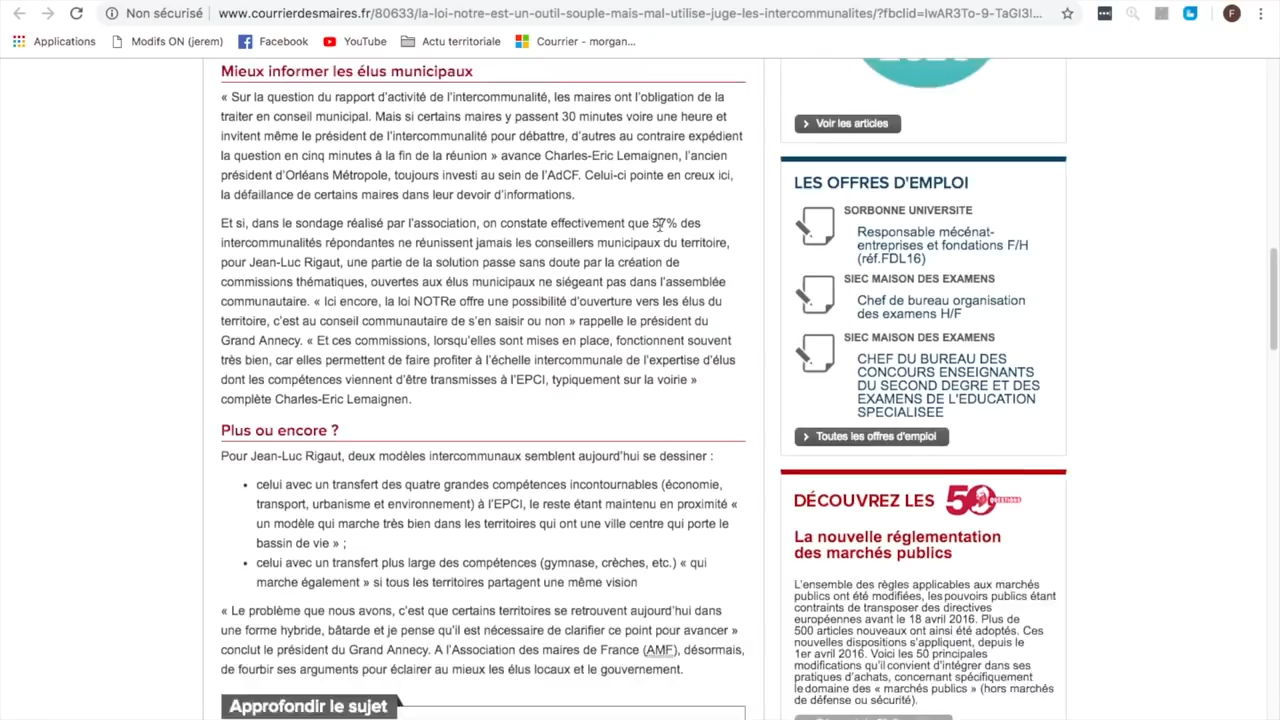 Non sécurisé
www.courrierdesmaires.fr/80633/la-loi-notre-est-un-outil-souple-mais-mal-utilise-juge-les-intercommunalites/?fbclid=IwAR3To-9-TaGI3I...
F
Applications
Modifs ON (jerem)
Facebook
YouTube
Actu territoriale
Courrier - morgan...
Mieux informer les élus municipaux
« Sur la question du rapport d'activité de l'intercommunalité, les maires ont l'obligation de la
traiter en conseil municipal. Mais si certains maires y passent 30 minutes voire une heure et
invitent même le président de l'intercommunalité pour débattre, d'autres au contraire expédient
la question en cinq minutes à la fin de la réunion » avance Charles-Eric Lemaignen, l'ancien
président d'Orléans Métropole, toujours investi au sein de l'AdCF. Celui-ci pointe en creux ici,
la défaillance de certains maires dans leur devoir d'informations.
Et si, dans le sondage réalisé par l'association, on constate effectivement que 57% des
intercommunalités répondantes ne réunissent jamais les conseillers municipaux du territoire,
pour Jean-Luc Rigaut, une partie de la solution passe sans doute par la création de
commissions thématiques, ouvertes aux élus municipaux ne siégeant pas dans l'assemblée
communautaire. « Ici encore, la loi NOTRe offre une possibilité d'ouverture vers les élus du
territoire, c'est au conseil communautaire de s'en saisir ou non » rappelle le président du
Grand Annecy. « Et ces commissions, lorsqu'elles sont mises en place, fonctionnent souvent
très bien, car elles permettent de faire profiter à l'échelle intercommunale de l'expertise d'élus
dont les compétences viennent d'être transmises à l'EPCI, typiquement sur la voirie »
complète Charles-Eric Lemaignen.
Plus ou encore ?
Pour Jean-Luc Rigaut, deux modèles intercommunaux semblent aujourd'hui se dessiner :
• celui avec un transfert des quatre grandes compétences incontournables (économie,
transport, urbanisme et environnement) à l'EPCI, le reste étant maintenu en proximité «
un modèle qui marche très bien dans les territoires qui ont une ville centre qui porte le
bassin de vie » ;
• celui avec un transfert plus large des compétences (gymnase, crèches, etc.) « qui
marche également » si tous les territoires partagent une même vision
« Le problème que nous avons, c'est que certains territoires se retrouvent aujourd'hui dans
une forme hybride, bâtarde et je pense qu'il est nécessaire de clarifier ce point pour avancer »
conclut le président du Grand Annecy. A l'Association des maires de France (AMF), désormais,
de fourbir ses arguments pour éclairer au mieux les élus locaux et le gouvernement.
Approfondir le sujet
Voir les articles
LES OFFRES D'EMPLOI
SORBONNE UNIVERSITE
Responsable mécénat-
entreprises et fondations F/H
(réf.FDL16)
SIEC MAISON DES EXAMENS
Chef de bureau organisation
des examens H/F
SIEC MAISON DES EXAMENS
CHEF DU BUREAU DES
CONCOURS ENSEIGNANTS
DU SECOND DEGRE ET DES
EXAMENS DE L'EDUCATION
SPECIALISEE
Toutes les offres d'emploi
DÉCOUVREZ LES 50 QUESTIONS
La nouvelle réglementation
des marchés publics
L'ensemble des règles applicables aux marchés
publics ont été modifiées, les pouvoirs publics étant
contraints de transposer des directives
européennes avant le 18 avril 2016. Plus de
500 articles nouveaux ont ainsi été adoptés. Ces
nouvelles dispositions s'appliquent, depuis le
1er avril 2016. Voici les 50 principales
modifications qu'il convient d'intégrer dans ses
pratiques d'achats, concernant spécifiquement
le domaine des « marchés publics » (hors marchés
de défense ou sécurité).